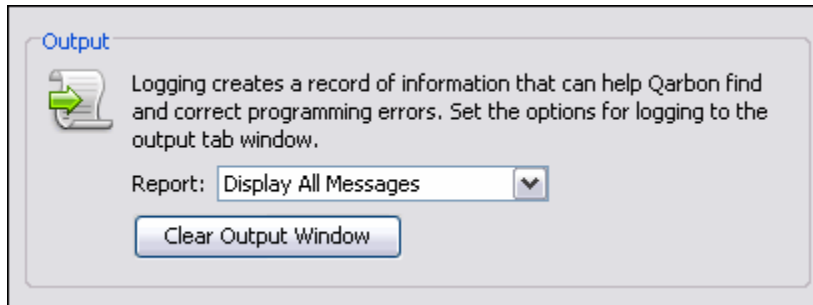 Output
Logging creates a record of information that can help Qarbon find
and correct programming errors. Set the options for logging to the
output tab window.
Report: Display All Messages
Clear Output Window